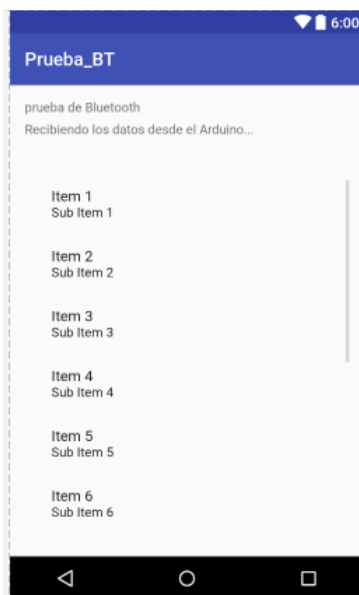 6:00
Prueba_BT
prueba de Bluetooth
Recibiendo los datos desde el Arduino...
Item 1
Sub Item 1
Item 2
Sub Item 2
Item 3
Sub Item 3
Item 4
Sub Item 4
Item 5
Sub Item 5
Item 6
Sub Item 6